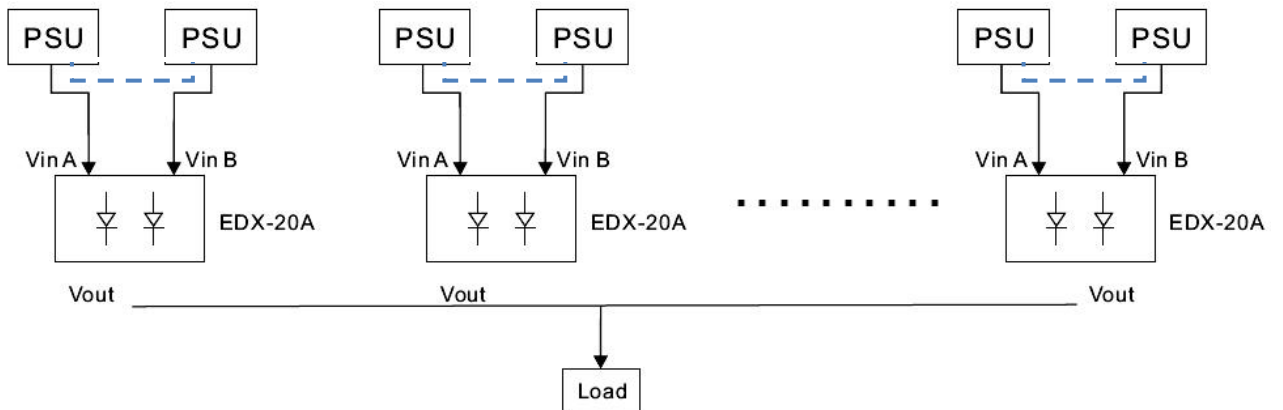 PSU PSU PSU PSU PSU PSU
Vin A Vin B Vin A Vin B Vin A Vin B
EDX-20A EDX-20A EDX-20A
Vout Vout Vout
Load